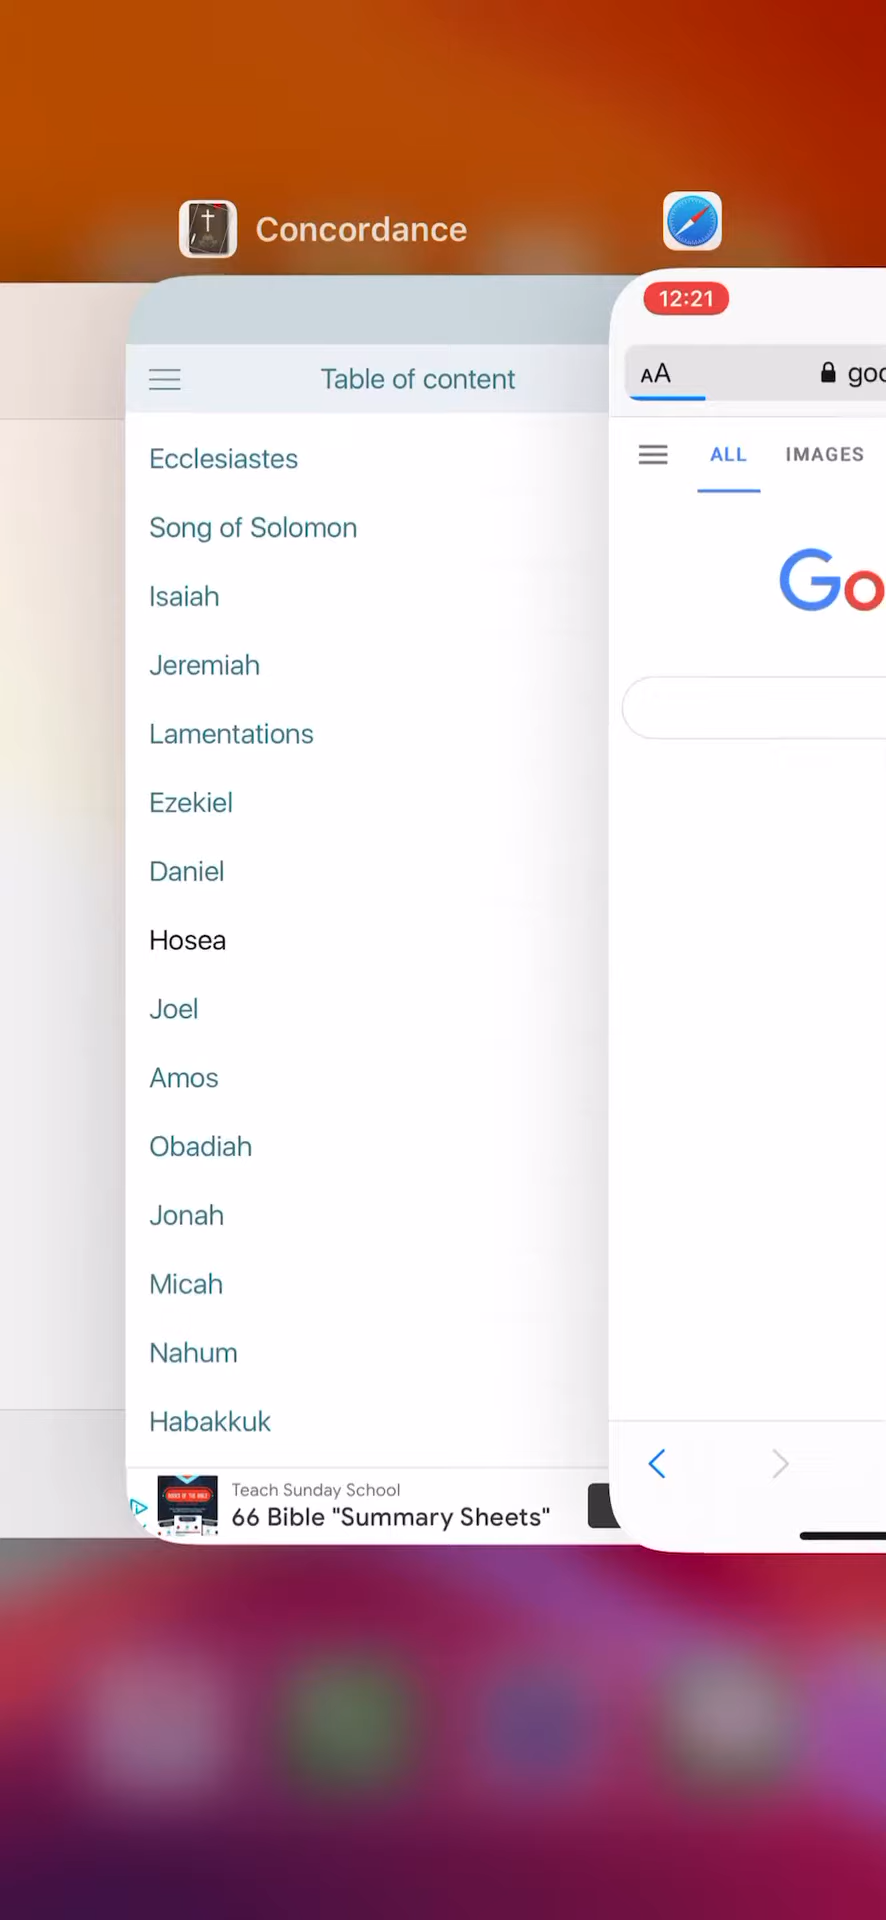 Concordance
12:21
Table of content
AA
goo
ALL IMAGES
Go
Ecclesiastes
Song of Solomon
Isaiah
Jeremiah
Lamentations
Ezekiel
Daniel
Hosea
Joel
Amos
Obadiah
Jonah
Micah
Nahum
Habakkuk
Teach Sunday School
66 Bible "Summary Sheets"